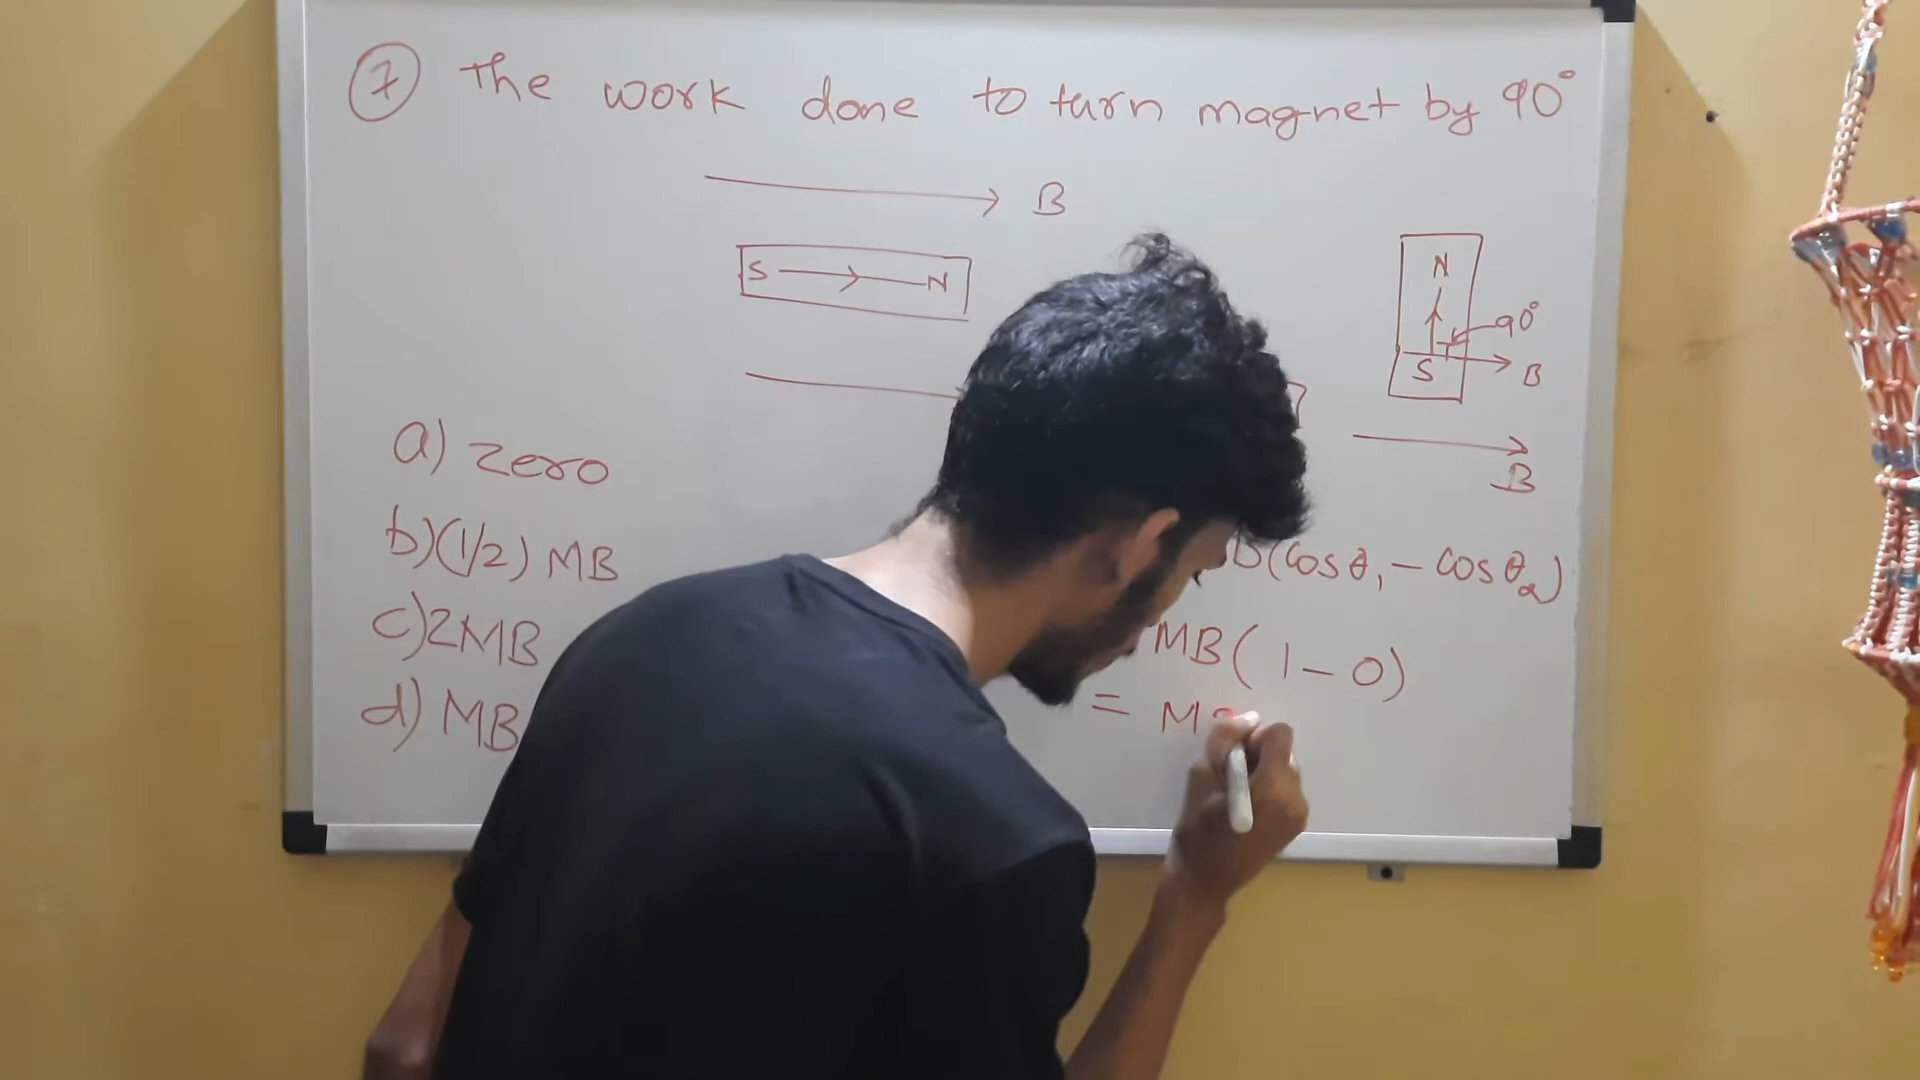 7 The work done to turn magnet by 90°
B
S N
N
90°
S B
B
a) zero
b) (1/2) MB
c) 2MB
d) MB
(cosθ₁ - cosθ₂)
MB (1 - 0)
= M